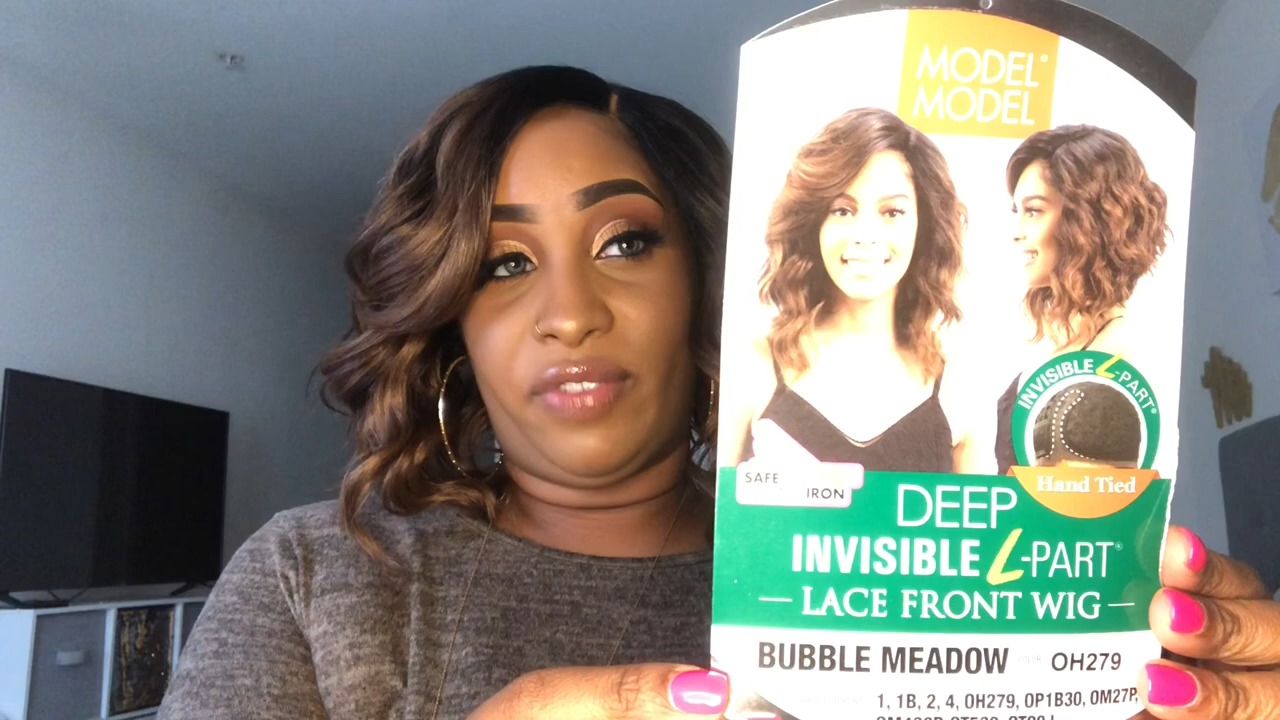 MODEL®
MODEL
INVISIBLE L-PART®
SAFE
IRON
Hand Tied
DEEP
INVISIBLE L-PART®
— LACE FRONT WIG —
BUBBLE MEADOW COLOR OH279
1, 1B, 2, 4, OH279, OP1B30, OM27P,